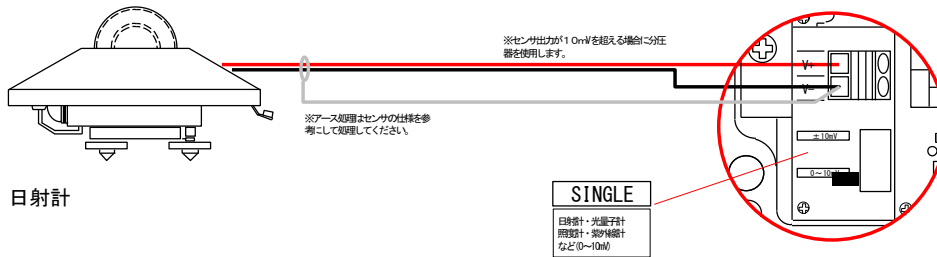 ※センサ出力が10mVを超える場合に分圧
器を使用します。
V+
V-
※アース処理はセンサの仕様を参
考にして処理してください。
±10mV
0~10mV
日射計
SINGLE
日射計・光量子計
照度計・紫外線計
など(0~10mV)